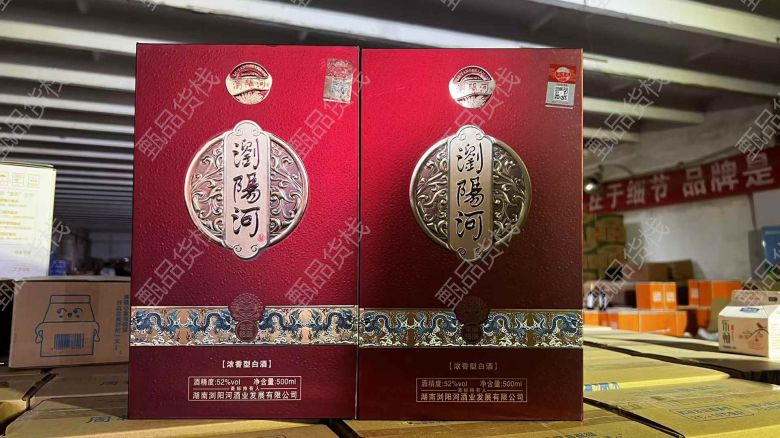 瀏陽河
瀏陽河
【浓香型白酒】
酒精度:52%vol 净含量:500ml
湖南浏阳河酒业发展有限公司
瀏陽河
瀏陽河
【浓香型白酒】
酒精度:52%vol 净含量:500ml
湖南浏阳河酒业发展有限公司
在于细节 品牌是
甄品货栈